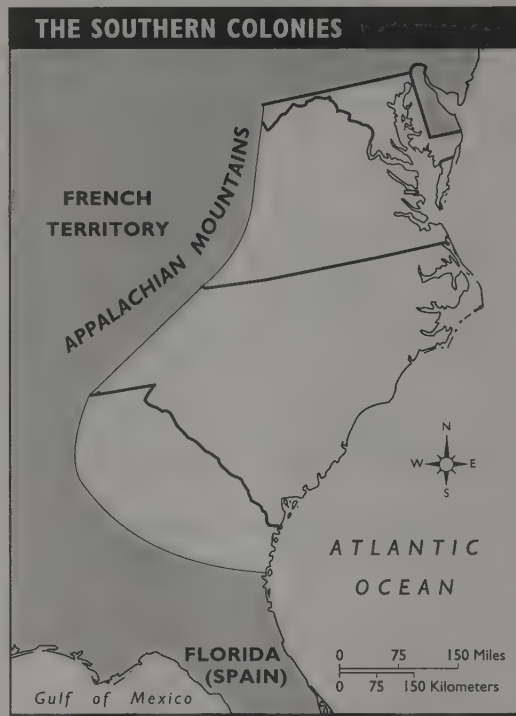 THE SOUTHERN COLONIES
FRENCH
TERRITORY
APPALACHIAN MOUNTAINS
N
W E
S
ATLANTIC
OCEAN
FLORIDA
(SPAIN)
Gulf of Mexico
0 75 150 Miles
0 75 150 Kilometers